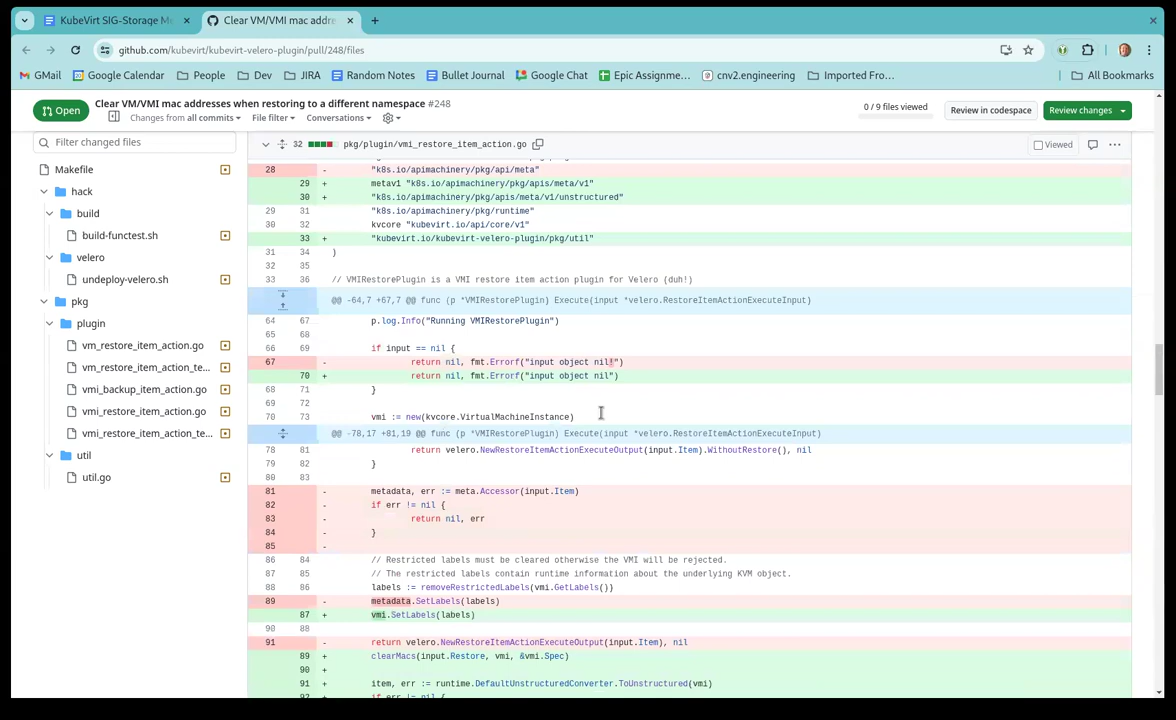 KubeVirt SIG-Storage Me
Clear VM/VMI mac addre
github.com/kubevirt/kubevirt-velero-plugin/pull/248/files
GMail
Google Calendar
People
Dev
JIRA
Random Notes
Bullet Journal
Google Chat
Epic Assignme...
cnv2.engineering
Imported Fro...
All Bookmarks
Open
Clear VM/VMI mac addresses when restoring to a different namespace #248
Changes from all commits
File filter
Conversations
0 / 9 files viewed
Review in codespace
Review changes
Filter changed files
Makefile
hack
build
build-functest.sh
velero
undeploy-velero.sh
pkg
plugin
vm_restore_item_action.go
vm_restore_item_action_te...
vmi_backup_item_action.go
vmi_restore_item_action.go
vmi_restore_item_action_te...
util
util.go
32 pkg/plugin/vmi_restore_item_action.go
Viewed
28 - "k8s.io/apimachinery/pkg/api/meta"
29 + metav1 "k8s.io/apimachinery/pkg/apis/meta/v1"
30 + "k8s.io/apimachinery/pkg/apis/meta/v1/unstructured"
29 31 "k8s.io/apimachinery/pkg/runtime"
30 32 kvcore "kubevirt.io/api/core/v1"
33 + "kubevirt.io/kubevirt-velero-plugin/pkg/util"
31 34 )
32 35
33 36 // VMIRestorePlugin is a VMI restore item action plugin for Velero (duh!)
@@ -64,7 +67,7 @@ func (p *VMIRestorePlugin) Execute(input *velero.RestoreItemActionExecuteInput)
64 67 p.log.Info("Running VMIRestorePlugin")
65 68
66 69 if input == nil {
67 - return nil, fmt.Errorf("input object nil!")
70 + return nil, fmt.Errorf("input object nil")
68 71 }
69 72
70 73 vmi := new(kvcore.VirtualMachineInstance)
@@ -78,17 +81,19 @@ func (p *VMIRestorePlugin) Execute(input *velero.RestoreItemActionExecuteInput)
78 81 return velero.NewRestoreItemActionExecuteOutput(input.Item).WithoutRestore(), nil
79 82 }
80 83
81 - metadata, err := meta.Accessor(input.Item)
82 - if err != nil {
83 - return nil, err
84 - }
85 -
86 84 // Restricted labels must be cleared otherwise the VMI will be rejected.
87 85 // The restricted labels contain runtime information about the underlying KVM object.
88 86 labels := removeRestrictedLabels(vmi.GetLabels())
89 - metadata.SetLabels(labels)
87 + vmi.SetLabels(labels)
90 88
91 - return velero.NewRestoreItemActionExecuteOutput(input.Item), nil
89 + clearMacs(input.Restore, vmi, &vmi.Spec)
90 +
91 + item, err := runtime.DefaultUnstructuredConverter.ToUnstructured(vmi)
92 + if err != nil {